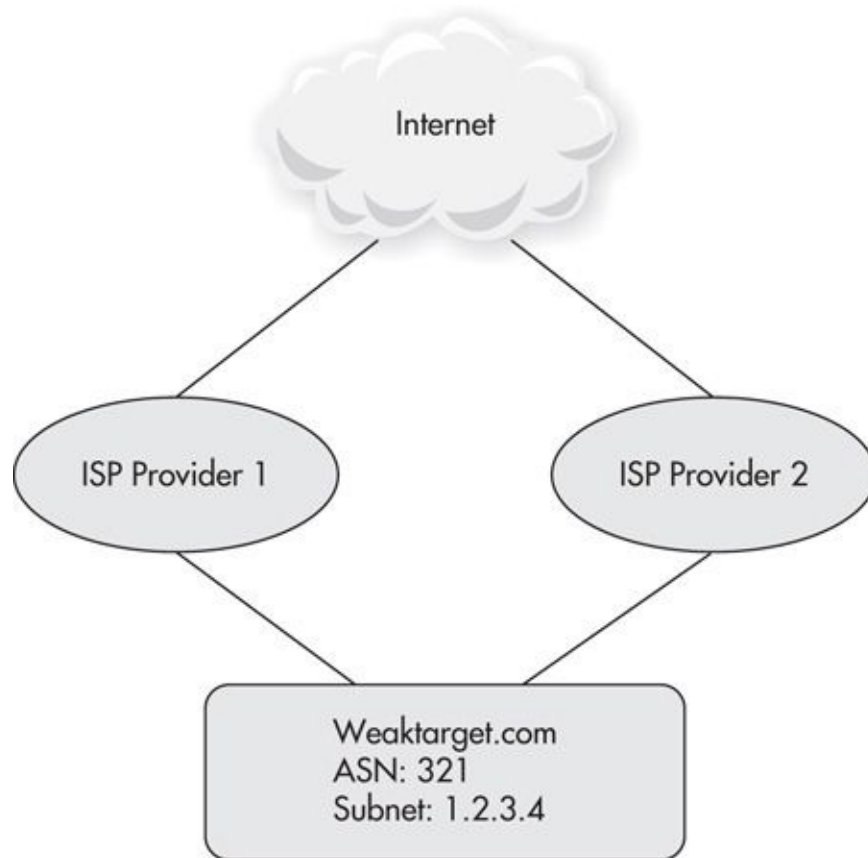 Internet
ISP Provider 1
ISP Provider 2
Weaktarget.com
ASN: 321
Subnet: 1.2.3.4